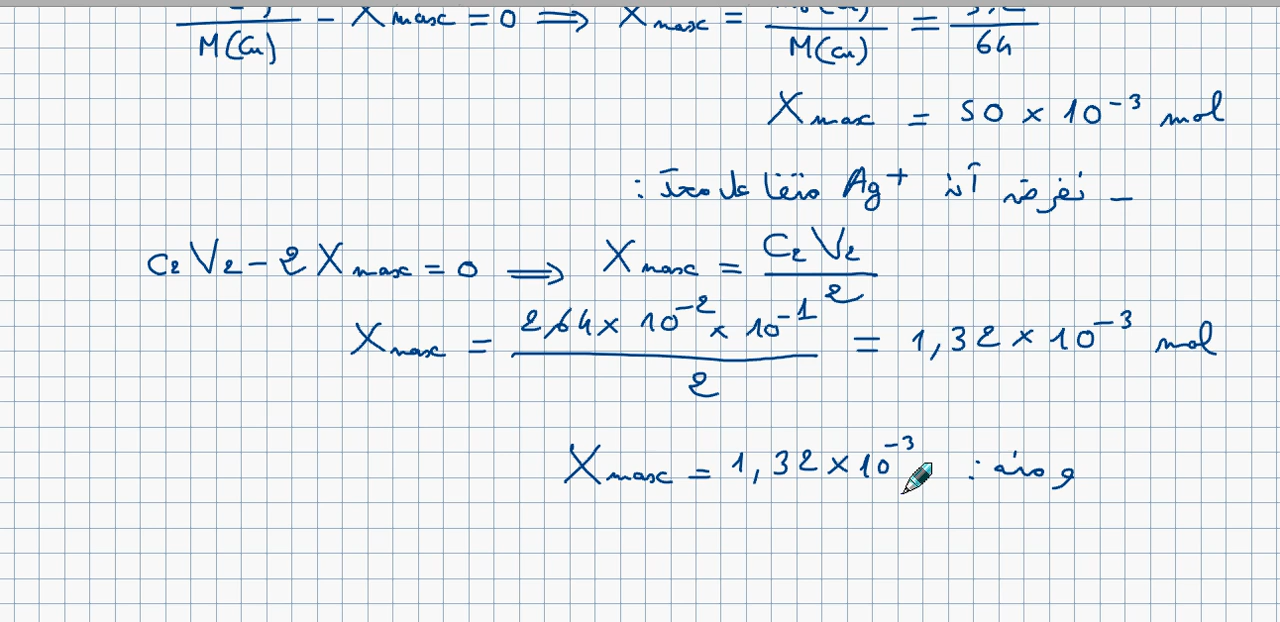 M(Cu) - Xmax = 0 ⟹ Xmax = M(Cu) = 64
Xmax = 50 × 10⁻³ mol
– نفرض أن Ag⁺ متفاعل محد :
C₂V₂ - 2Xmax = 0 ⟹ Xmax = C₂V₂ / 2
Xmax = 2,64 × 10⁻² × 10⁻¹ / 2 = 1,32 × 10⁻³ mol
و منه : Xmax = 1,32 × 10⁻³